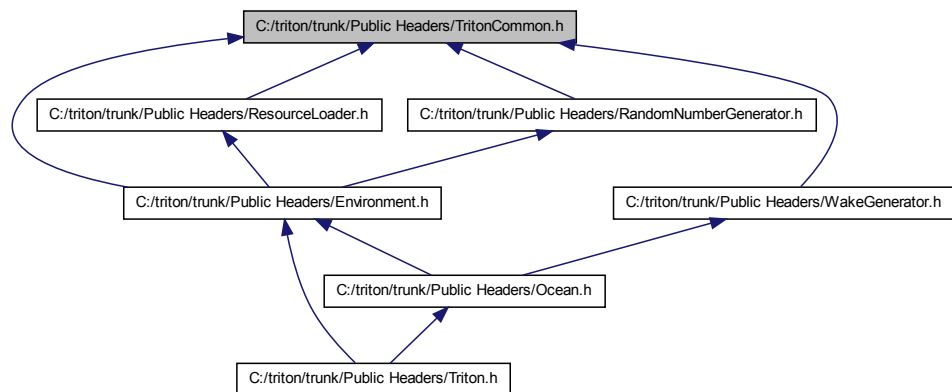 C:/triton/trunk/Public Headers/TritonCommon.h
C:/triton/trunk/Public Headers/ResourceLoader.h
C:/triton/trunk/Public Headers/RandomNumberGenerator.h
C:/triton/trunk/Public Headers/Environment.h
C:/triton/trunk/Public Headers/WakeGenerator.h
C:/triton/trunk/Public Headers/Ocean.h
C:/triton/trunk/Public Headers/Triton.h